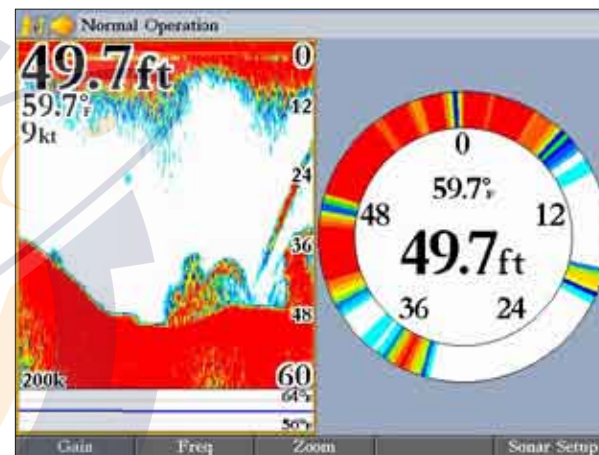 Normal Operation
49.7ft
59.7°F
9kt
0
12
24
36
48
60
200k
64°F
56°F
0
12
24
36
48
59.7°F
49.7ft
Gain
Freq
Zoom
Sonar Setup